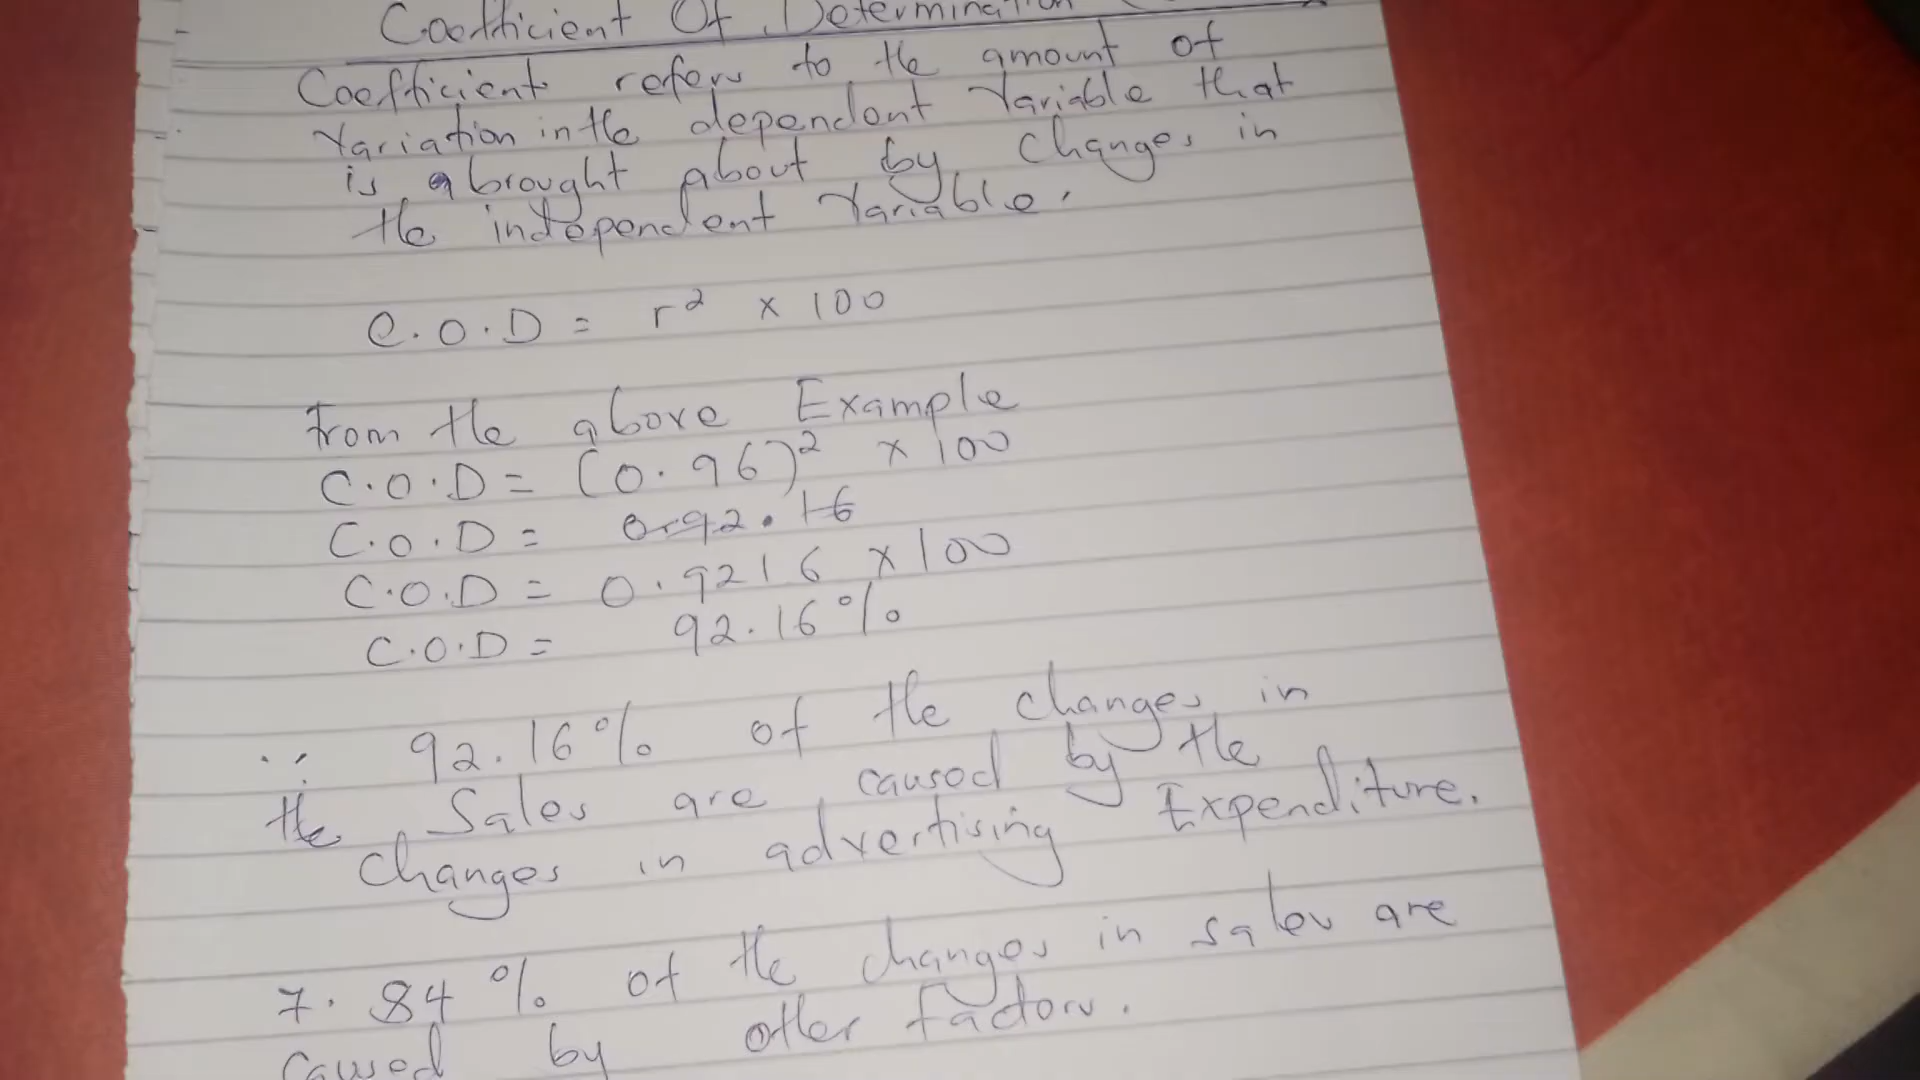 Coefficient Of Determination
Coefficient refers to the amount of
Variation in the dependent Variable that
is brought about by changes in
the independent Variable.
C.O.D = r² × 100
From the above Example
C.O.D = (0.96)² × 100
C.O.D = 0.92.16
C.O.D = 0.9216 × 100
C.O.D = 92.16%
∴ 92.16% of the changes in
the Sales are caused by the
changes in advertising Expenditure.
7.84% of the changes in sales are
caused by other factors.